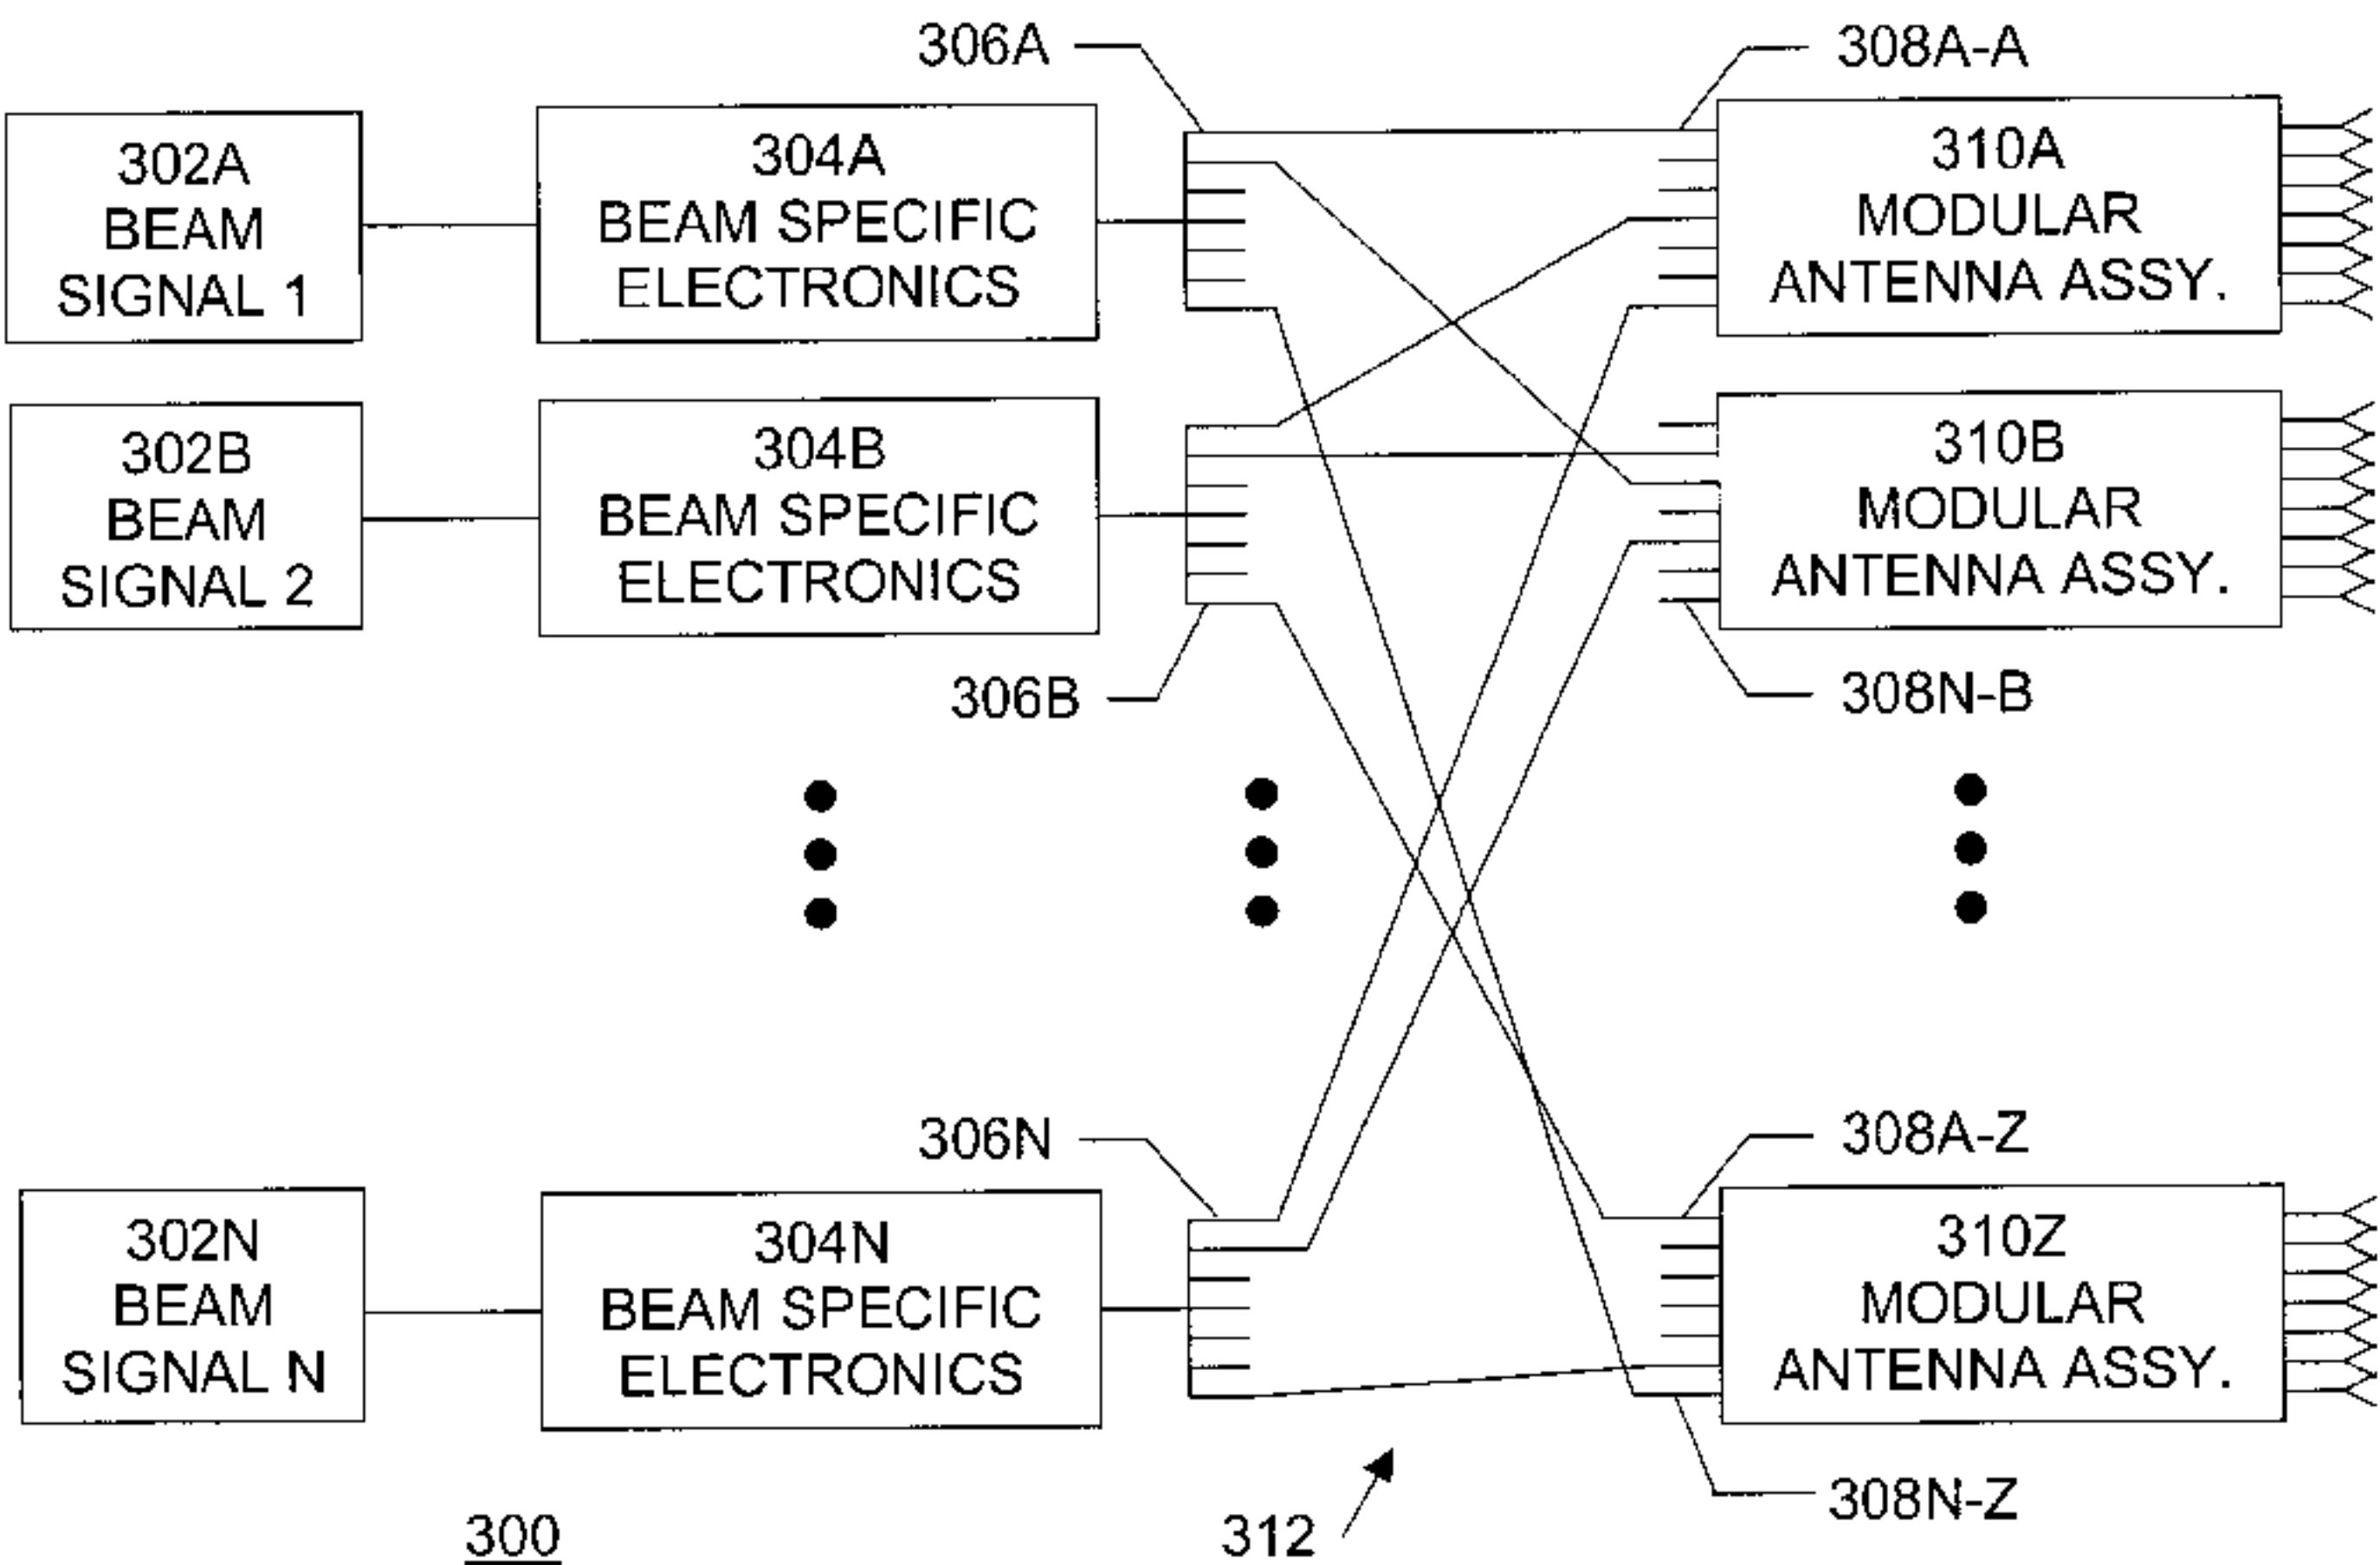 306A
308A-A
302A
BEAM
SIGNAL 1
304A
BEAM SPECIFIC
ELECTRONICS
310A
MODULAR
ANTENNA ASSY.
302B
BEAM
SIGNAL 2
304B
BEAM SPECIFIC
ELECTRONICS
310B
MODULAR
ANTENNA ASSY.
306B
308N-B
306N
308A-Z
302N
BEAM
SIGNAL N
304N
BEAM SPECIFIC
ELECTRONICS
310Z
MODULAR
ANTENNA ASSY.
300
312
308N-Z